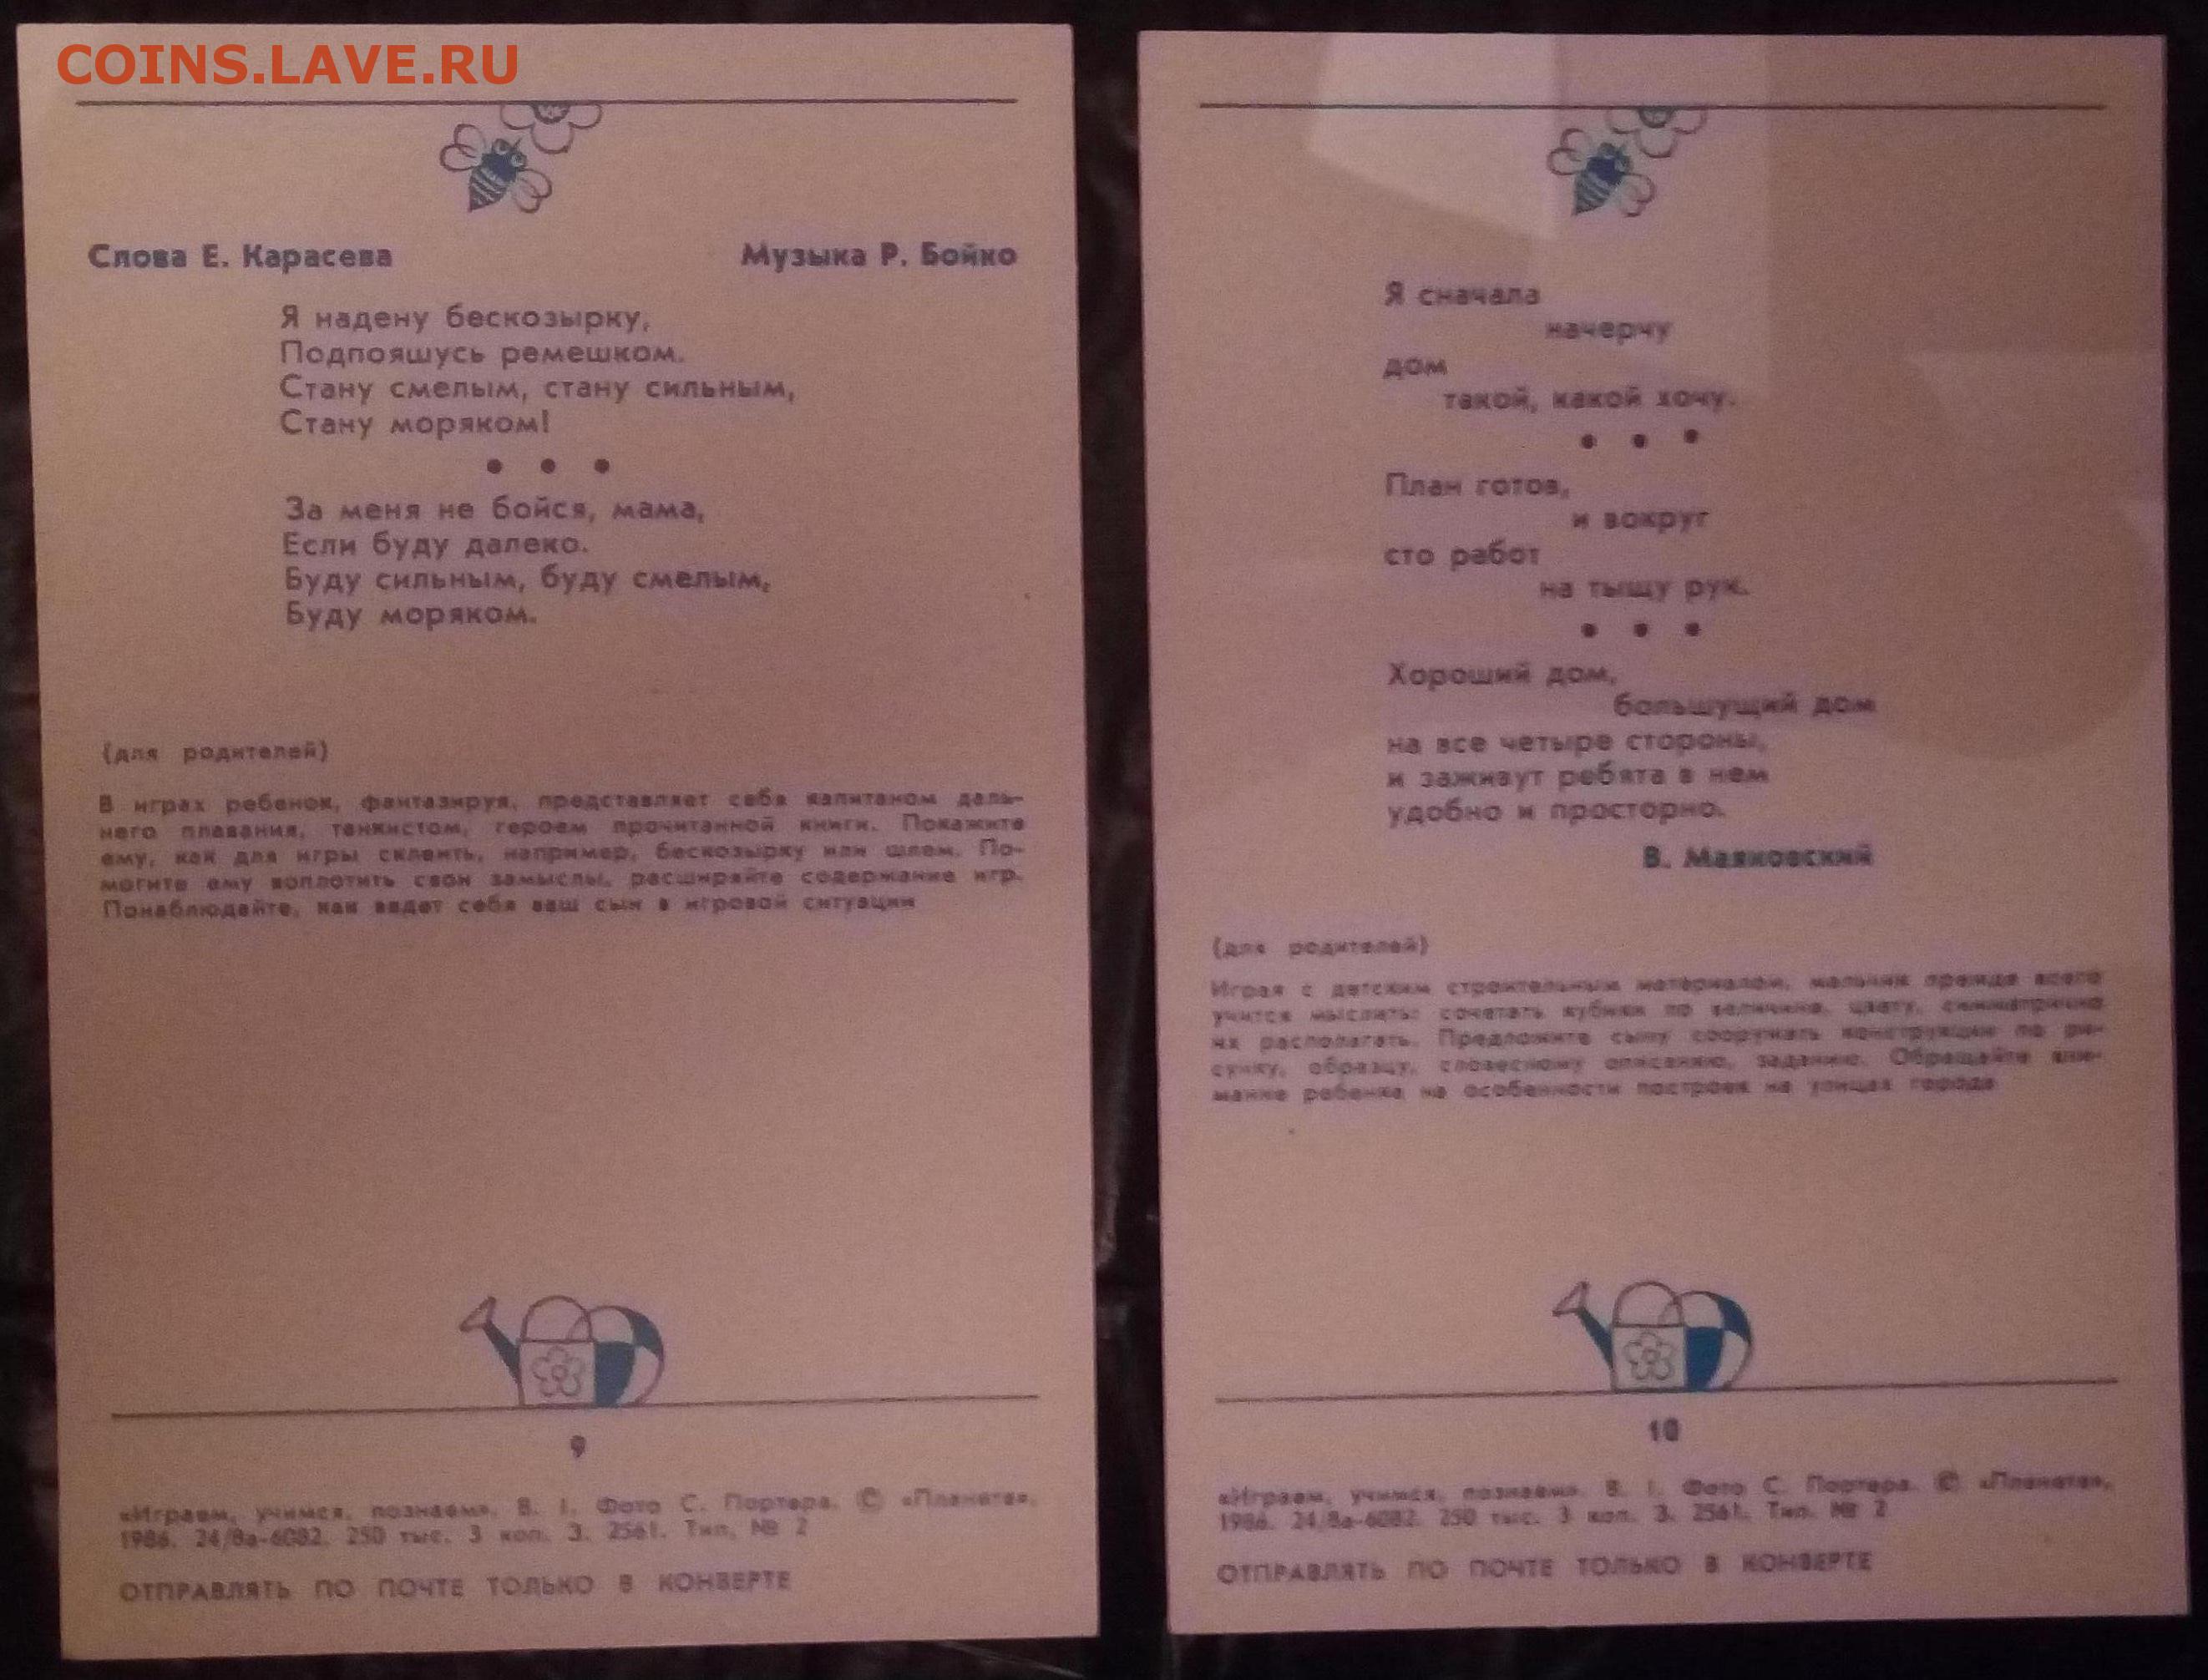 COINS.LAVE.RU
Слова Е. Карасева
Музыка Р. Бойко
Я надену бескозырку,
Подпояшусь ремешком.
Стану смелым, стану сильным,
Стану моряком!
• • •
За меня не бойся, мама,
Если буду далеко.
Буду сильным, буду смелым,
Буду моряком.
(для родителей)
В играх ребенок, фантазируя, представляет себя капитаном даль-
него плавания, танкистом, героем прочитанной книги. Покажите
ему, как для игры склеить, например, бескозырку или шлем. По-
могите ему воплотить свои замыслы, расширяйте содержание игр.
Понаблюдайте, как ведет себя ваш сын в игровой ситуации
9
«Играем, учимся, познаем». В. I. Фото С. Портера. © «Планета»,
1986. 24/8а-6082. 250 тыс. 3 коп. З. 2561. Тип. № 2
ОТПРАВЛЯТЬ ПО ПОЧТЕ ТОЛЬКО В КОНВЕРТЕ
Я сначала
начерчу
дом
такой, какой хочу.
• • •
План готов,
и вокруг
сто работ
на тыщу рук.
• • •
Хороший дом,
большущий дом
на все четыре стороны,
и заживут ребята в нем
удобно и просторно.
В. Маяковский
(для родителей)
Играя с детским строительным материалом, мальчик прежде всего
учится мыслить: сочетать кубики по величине, цвету, симметрично
их располагать. Предложите сыну сооружать конструкции по ри-
сунку, образцу, словесному описанию, заданию. Обращайте вни-
мание ребенка на особенности построек на улицах города
10
«Играем, учимся, познаем». В. I. Фото С. Портера. © «Планета»,
1986. 24/8а-6082. 250 тыс. 3 коп. З. 2561. Тип. № 2
ОТПРАВЛЯТЬ ПО ПОЧТЕ ТОЛЬКО В КОНВЕРТЕ